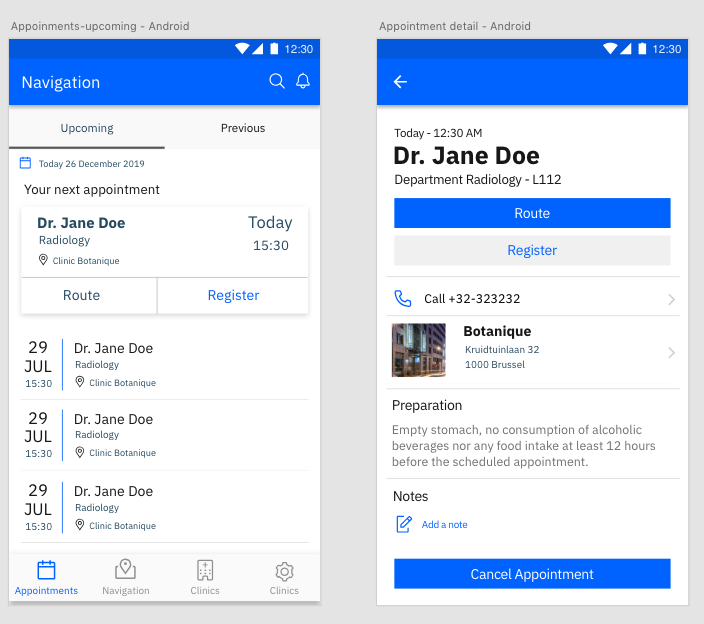 Appoinments-upcoming - Android
12:30
Navigation
Upcoming
Previous
Today 26 December 2019
Your next appointment
Dr. Jane Doe
Today
Radiology
15:30
Clinic Botanique
Route
Register
29
JUL
15:30
Dr. Jane Doe
Radiology
Clinic Botanique
29
JUL
15:30
Dr. Jane Doe
Radiology
Clinic Botanique
29
JUL
15:30
Dr. Jane Doe
Radiology
Clinic Botanique
Appointments
Navigation
Clinics
Clinics
Appointment detail - Android
12:30
Today - 12:30 AM
Dr. Jane Doe
Department Radiology - L112
Route
Register
Call +32-323232
Botanique
Kruidtuinlaan 32
1000 Brussel
Preparation
Empty stomach, no consumption of alcoholic
beverages nor any food intake at least 12 hours
before the scheduled appointment.
Notes
Add a note
Cancel Appointment